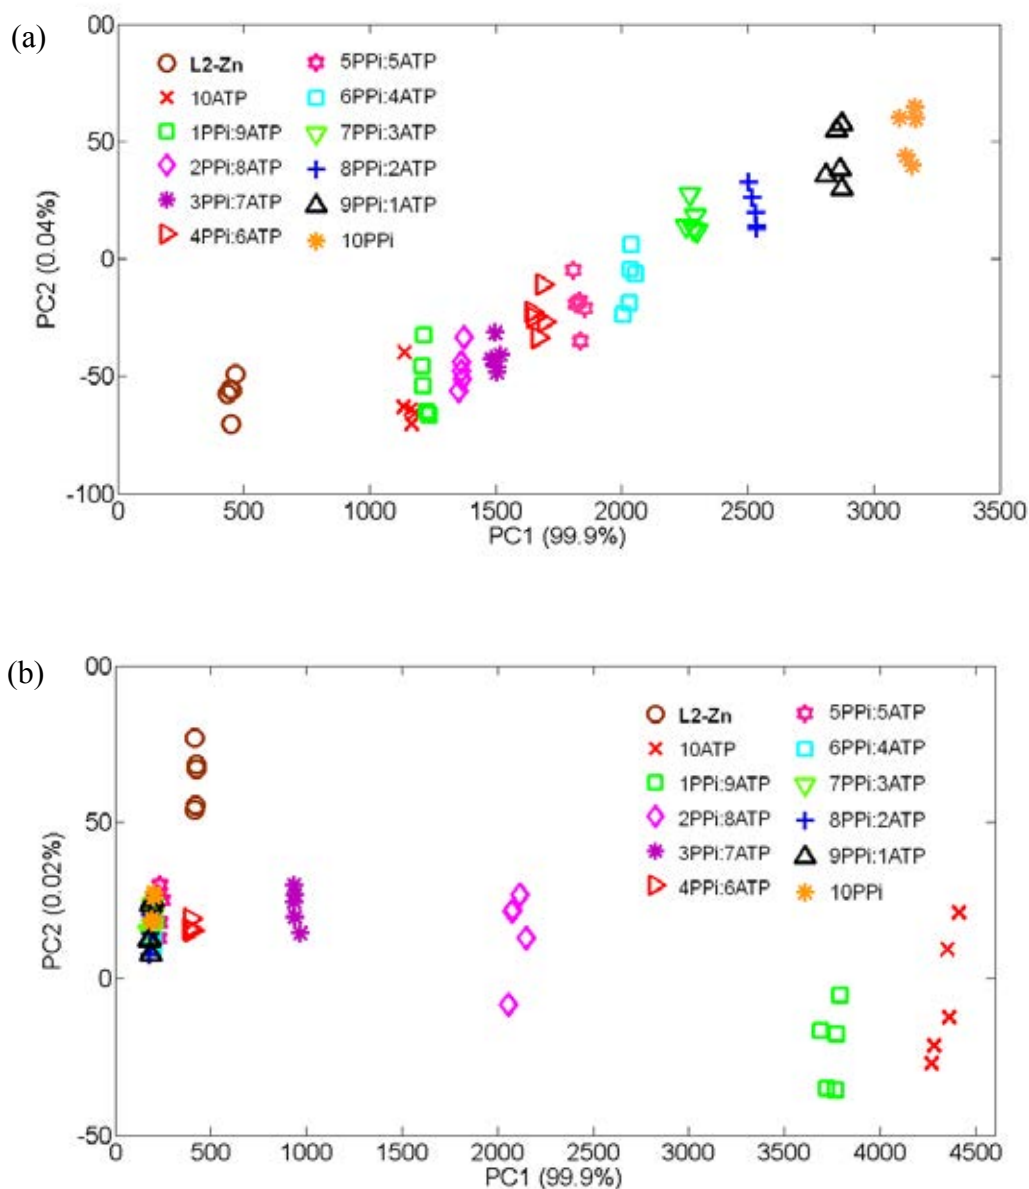 (a)
00
50
0
-50
-100
PC2 (0.04%)
L2-Zn
10ATP
1PPi:9ATP
2PPi:8ATP
3PPi:7ATP
4PPi:6ATP
5PPi:5ATP
6PPi:4ATP
7PPi:3ATP
8PPi:2ATP
9PPi:1ATP
10PPi
0 500 1000 1500 2000 2500 3000 3500
PC1 (99.9%)
(b)
00
50
0
-50
PC2 (0.02%)
L2-Zn
10ATP
1PPi:9ATP
2PPi:8ATP
3PPi:7ATP
4PPi:6ATP
5PPi:5ATP
6PPi:4ATP
7PPi:3ATP
8PPi:2ATP
9PPi:1ATP
10PPi
0 500 1000 1500 2000 2500 3000 3500 4000 4500
PC1 (99.9%)